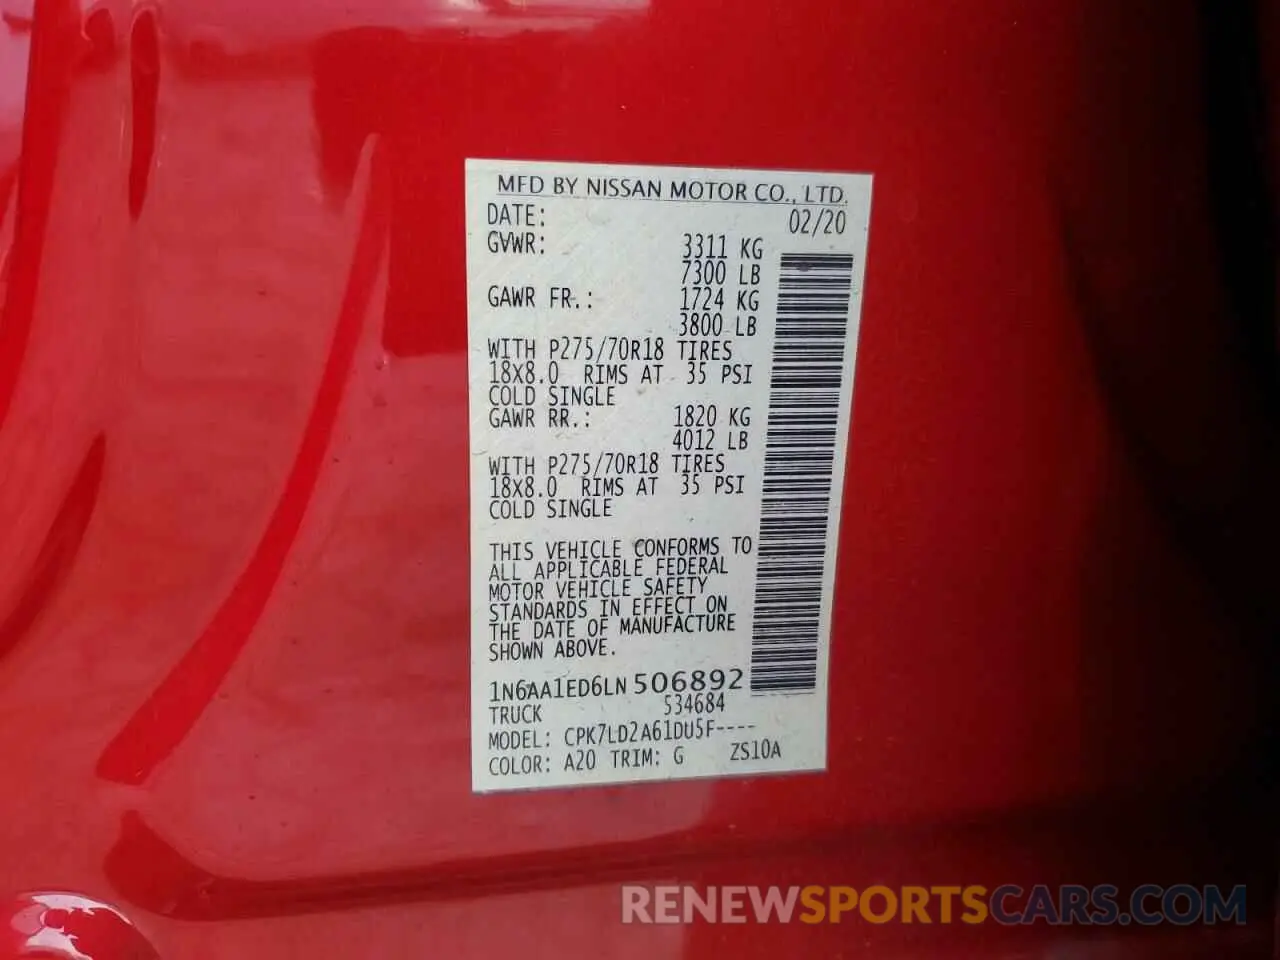 MFD BY NISSAN MOTOR CO., LTD.
DATE: 02/20
GVWR: 3311 KG
7300 LB
GAWR FR.: 1724 KG
3800 LB
WITH P275/70R18 TIRES
18X8.0 RIMS AT 35 PSI
COLD SINGLE
GAWR RR.: 1820 KG
4012 LB
WITH P275/70R18 TIRES
18X8.0 RIMS AT 35 PSI
COLD SINGLE
THIS VEHICLE CONFORMS TO
ALL APPLICABLE FEDERAL
MOTOR VEHICLE SAFETY
STANDARDS IN EFFECT ON
THE DATE OF MANUFACTURE
SHOWN ABOVE.
1N6AA1ED6LN506892
TRUCK 534684
MODEL: CPK7LD2A61DU5F----
COLOR: A20 TRIM: G ZS10A
RENEWSPORTSCARS.COM